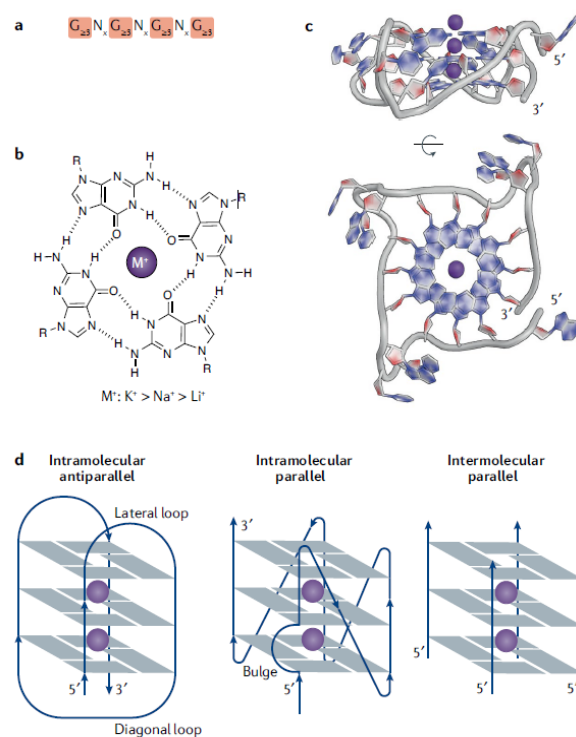 a
G≥3 Nx G≥3 Nx G≥3 Nx G≥3
b
R
N
N
N
N
H
H
O
H
N
N
R
N
H
O
N
N
H
N
H
H
M⁺
H
N
H
N
N
O
N
N
R
H
O
H
N
N
N
N
H
N
H
R
M⁺: K⁺ > Na⁺ > Li⁺
c
5′
3′
3′
5′
d
Intramolecular
antiparallel
Lateral loop
5′
3′
Diagonal loop
Intramolecular
parallel
3′
Bulge
5′
Intermolecular
parallel
5′
5′
5′